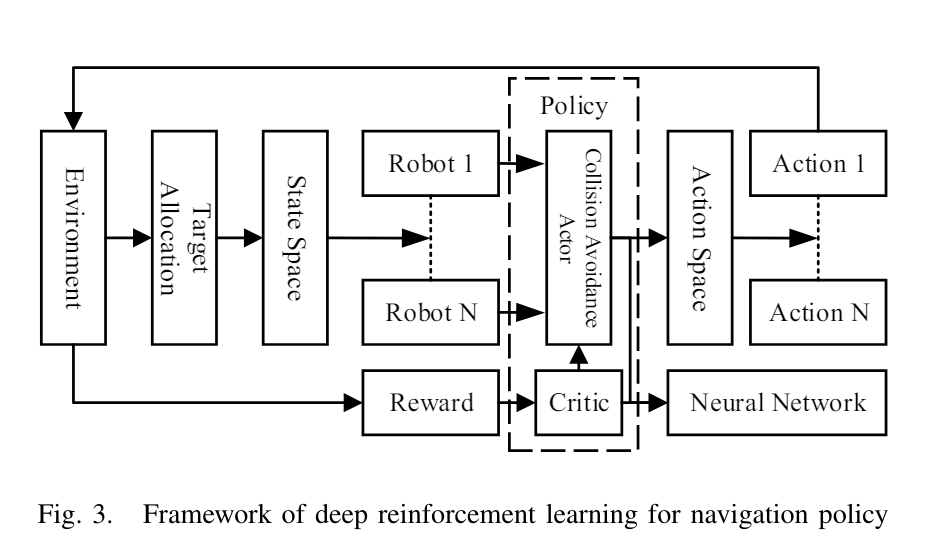 Policy
Environment
Target
Allocation
State Space
Robot 1
Robot N
Collision Avoidance
Actor
Action Space
Action 1
Action N
Reward
Critic
Neural Network
Fig. 3. Framework of deep reinforcement learning for navigation policy